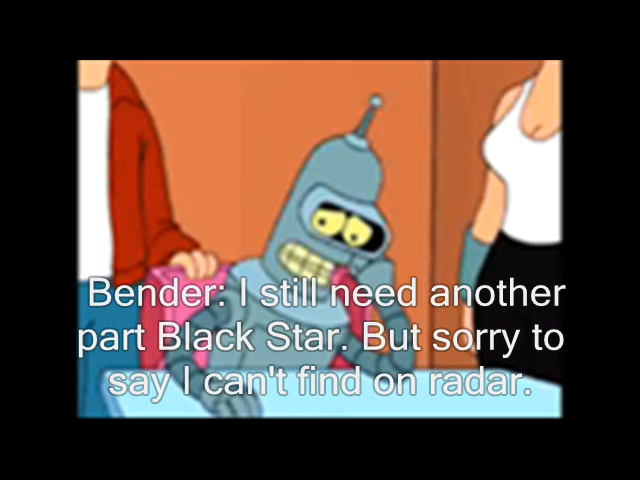 Bender: I still need another
part Black Star. But sorry to
say I can't find on radar.